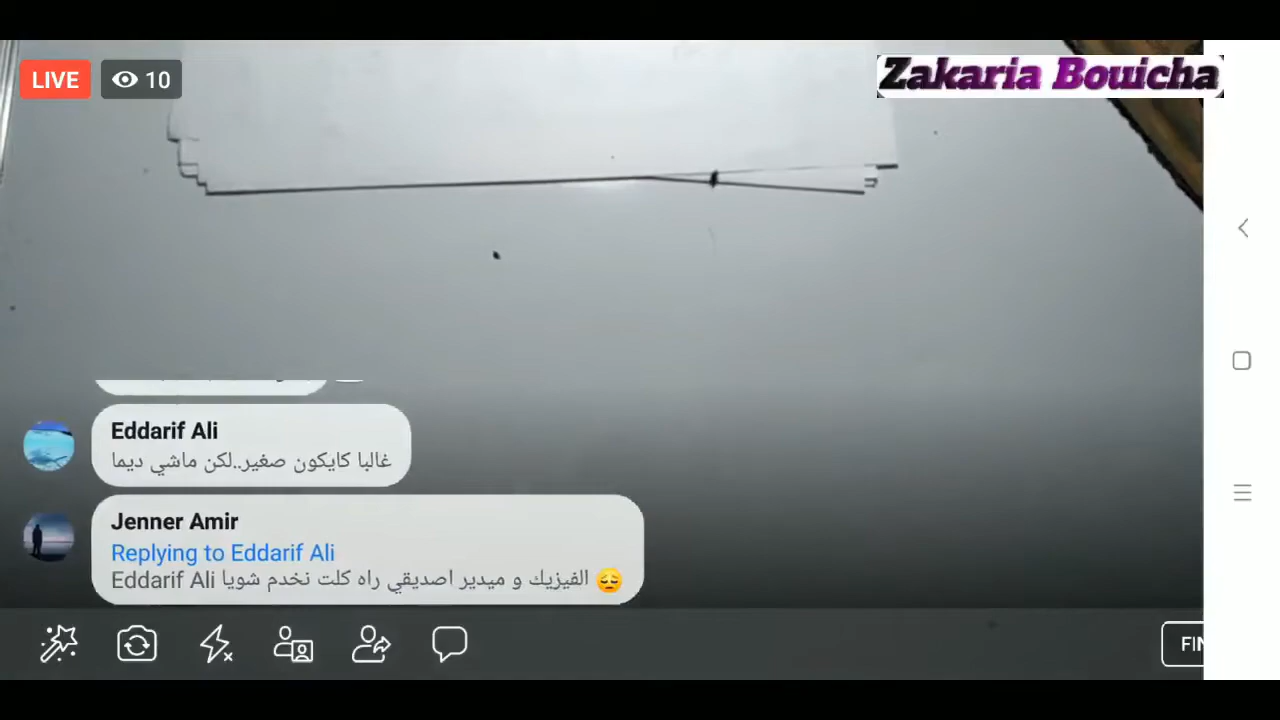 LIVE
10
Zakaria Bouicha
Eddarif Ali
غالبا كايكون صغير..لكن ماشي ديما
Jenner Amir
Replying to Eddarif Ali
Eddarif Ali الفيزيك و ميدير اصديقي راه كلت نخدم شويا 😔